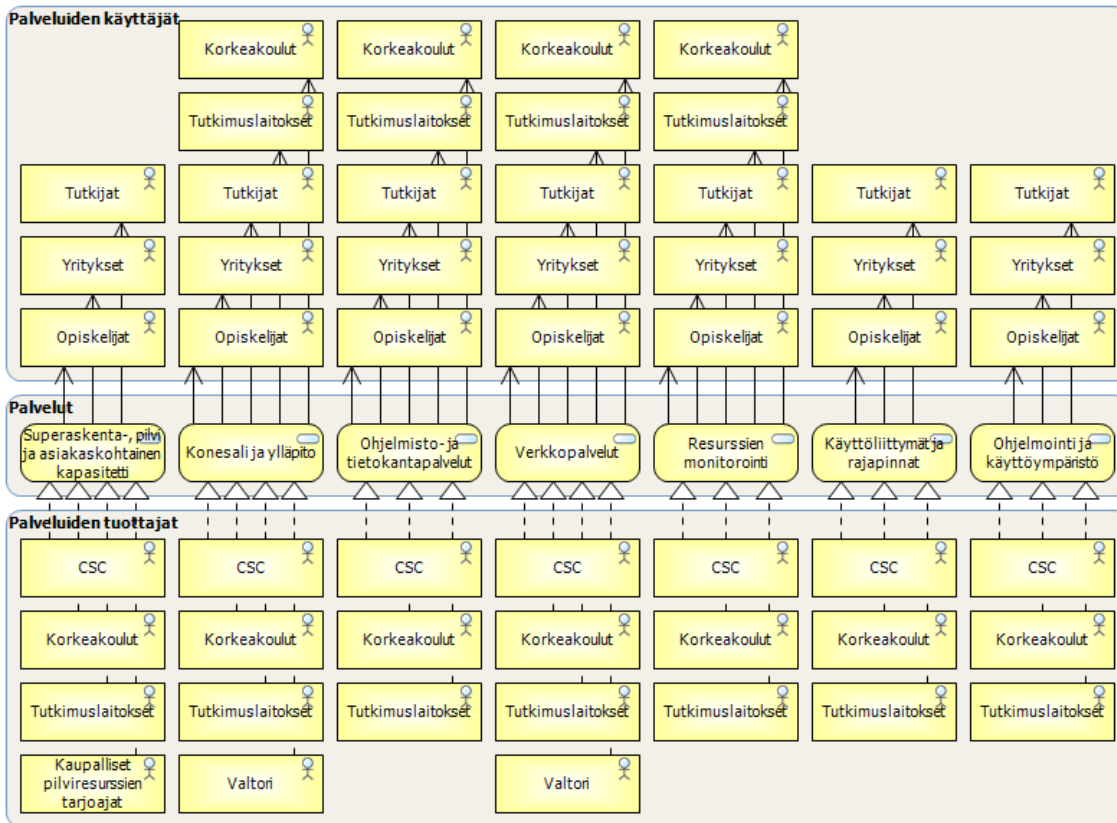 Palveluiden käyttäjät
Korkeakoulut
Korkeakoulut
Korkeakoulut
Korkeakoulut
Tutkimuslaitokset
Tutkimuslaitokset
Tutkimuslaitokset
Tutkimuslaitokset
Tutkijat
Tutkijat
Tutkijat
Tutkijat
Tutkijat
Tutkijat
Tutkijat
Yritykset
Yritykset
Yritykset
Yritykset
Yritykset
Yritykset
Yritykset
Opiskelijat
Opiskelijat
Opiskelijat
Opiskelijat
Opiskelijat
Opiskelijat
Opiskelijat
Palvelut
Superaskenta-, pilvi
ja asiakaskohtainen
kapasitetti
Konesali ja ylläpito
Ohjelmisto- ja
tietokantapalvelut
Verkkopalvelut
Resurssien
monitorointi
Käyttöliittymät ja
rajapinnat
Ohjelmointi ja
käyttöympäristö
Palveluiden tuottajat
CSC
CSC
CSC
CSC
CSC
CSC
CSC
Korkeakoulut
Korkeakoulut
Korkeakoulut
Korkeakoulut
Korkeakoulut
Korkeakoulut
Korkeakoulut
Tutkimuslaitokset
Tutkimuslaitokset
Tutkimuslaitokset
Tutkimuslaitokset
Tutkimuslaitokset
Tutkimuslaitokset
Tutkimuslaitokset
Kaupalliset
pilviresurssien
tarjoajat
Valtori
Valtori